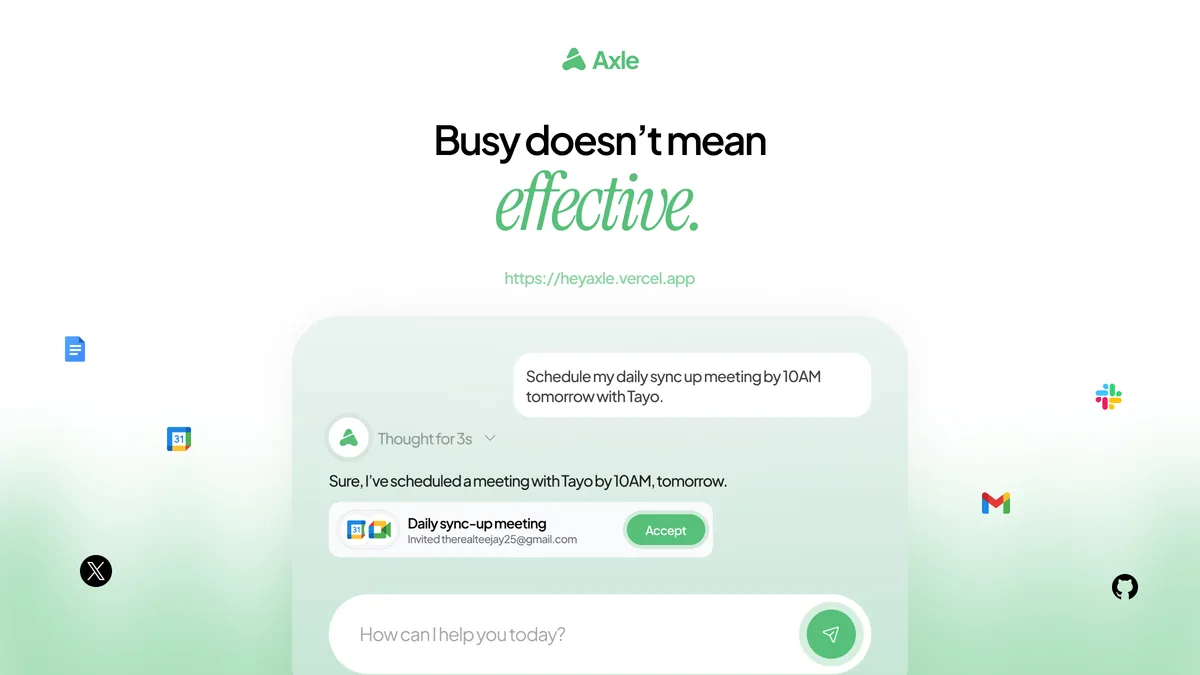 Axle
Busy doesn’t mean
effective.
https://heyaxle.vercel.app
Schedule my daily sync up meeting by 10AM
tomorrow with Tayo.
Thought for 3s
Sure, I’ve scheduled a meeting with Tayo by 10AM, tomorrow.
31
31
Daily sync-up meeting
Invited therealteejay25@gmail.com
Accept
How can I help you today?